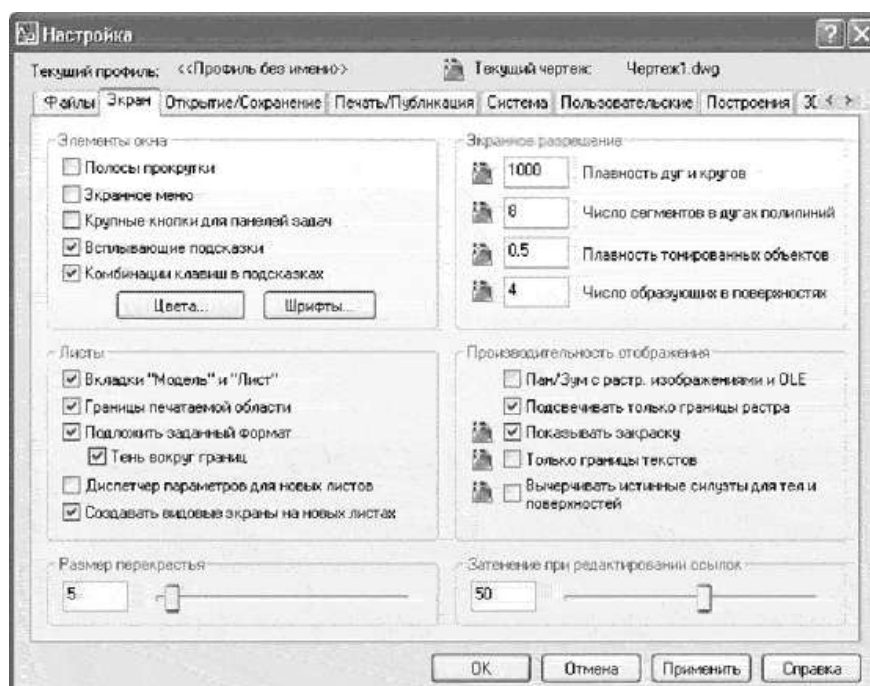 Настройка
Текущий профиль: <<Профиль без имени>> Текущий чертеж: Чертеж1.dwg
Файлы Экран Открытие/Сохранение Печать/Публикация Система Пользовательские Построения
Элементы окна
Полосы прокрутки
Экранное меню
Крупные кнопки для панелей задач
Всплывающие подсказки
Комбинации клавиш в подсказках
Цвета... Шрифты...
Экранное разрешение
1000 Плавность дуг и кругов
8 Число сегментов в дугах полилиний
0.5 Плавность тонированных объектов
4 Число образующих в поверхностях
Листы
Вкладки "Модель" и "Лист"
Границы печатаемой области
Подложить заданный формат
Тень вокруг границ
Диспетчер параметров для новых листов
Создавать видовые экраны на новых листах
Производительность отображения
Пан/Зум с растр. изображениями и OLE
Подсвечивать только границы растра
Показывать закраску
Только границы текстов
Вычерчивать истинные силуэты для тел и
поверхностей
Размер перекрестья
5
Затенение при редактировании ссылок
50
OK Отмена Применить Справка